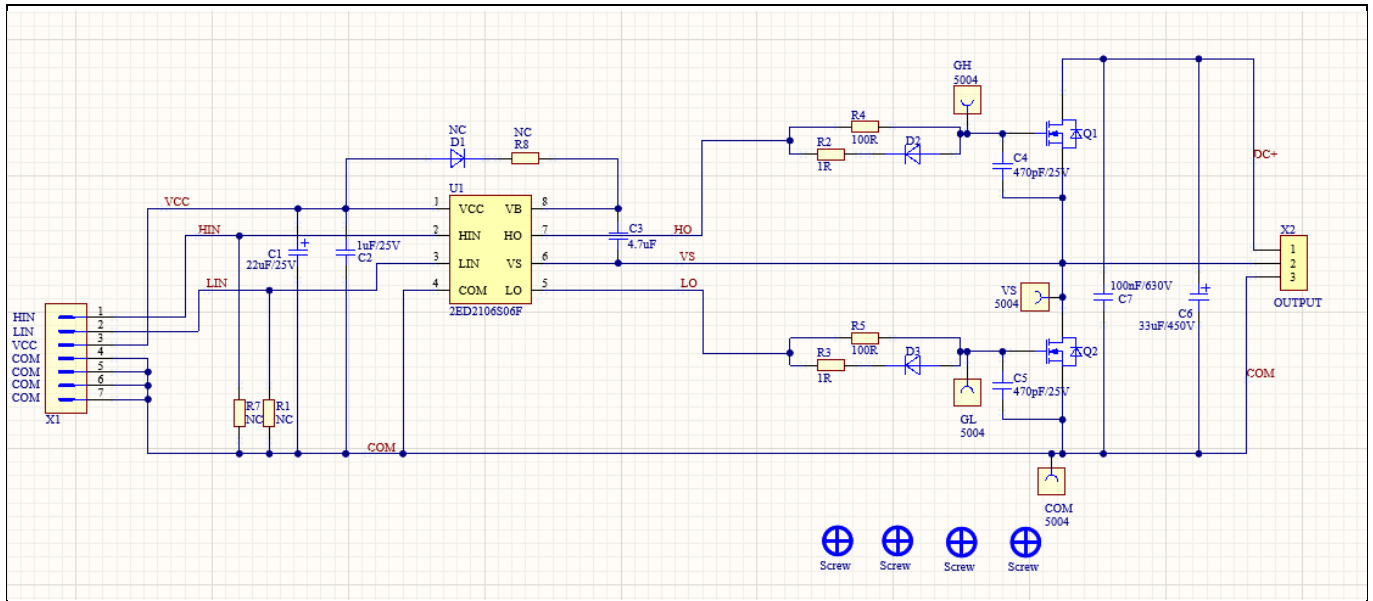 GH
5004
R4
100R
R2
1R
D2
Q1
C4
470pF/25V
DC+
NC
D1
NC
R8
U1
VCC
1
VCC
VB
8
HIN
2
HIN
HO
7
C3
4.7uF
HO
C1
22uF/25V
1uF/25V
C2
3
LIN
VS
6
VS
LIN
4
COM
LO
5
LO
2ED2106S06F
X2
1
2
3
OUTPUT
VS
5004
100nF/630V
C7
C6
33uF/450V
HIN
1
LIN
2
VCC
3
COM
4
COM
5
COM
6
COM
7
X1
R5
100R
R3
1R
D3
Q2
C5
470pF/25V
COM
R7
NC
R1
NC
GL
5004
COM
COM
5004
Screw
Screw
Screw
Screw